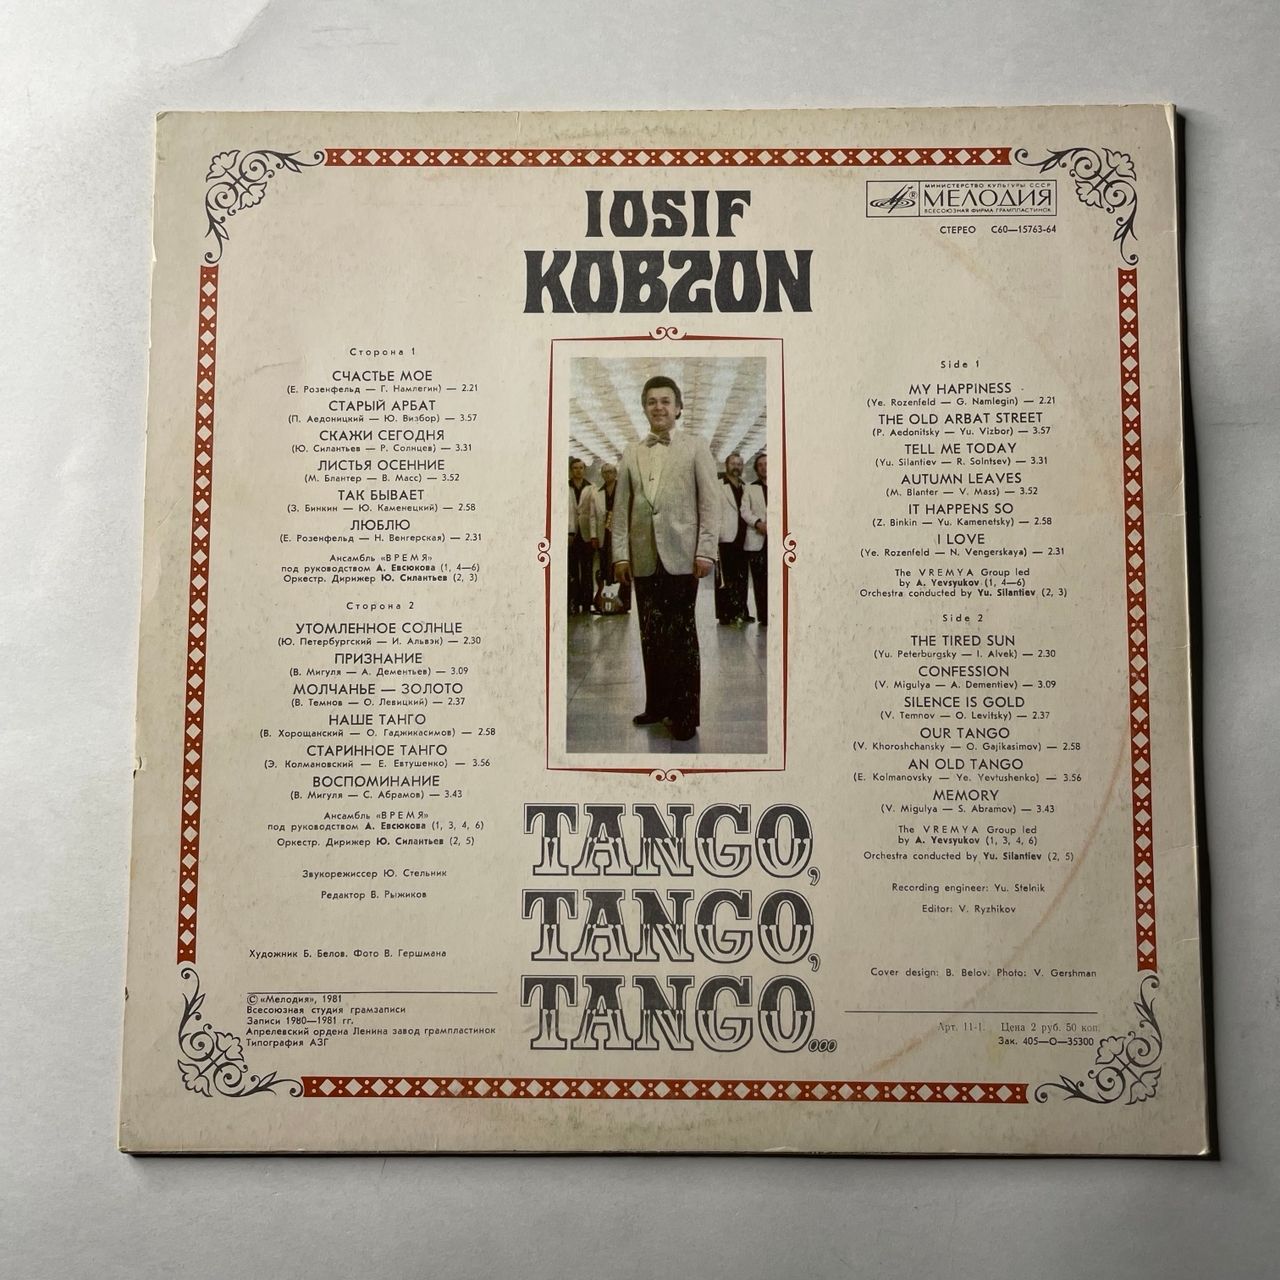 IOSIF
KOBZON
МИНИСТЕРСТВО КУЛЬТУРЫ СССР
МЕЛОДИЯ
ВСЕСОЮЗНАЯ ФИРМА ГРАМПЛАСТИНОК
СТЕРЕО С60—15763-64
Сторона 1
СЧАСТЬЕ МОЕ
(Е. Розенфельд — Г. Намлегин) — 2.21
СТАРЫЙ АРБАТ
(П. Аедоницкий — Ю. Визбор) — 3.57
СКАЖИ СЕГОДНЯ
(Ю. Силантьев — Р. Солнцев) — 3.31
ЛИСТЬЯ ОСЕННИЕ
(М. Блантер — В. Масс) — 3.52
ТАК БЫВАЕТ
(З. Бинкин — Ю. Каменецкий) — 2.58
ЛЮБЛЮ
(Е. Розенфельд — Н. Венгерская) — 2.31
Ансамбль «ВРЕМЯ»
под руководством А. Евсюкова (1, 4—6)
Оркестр. Дирижер Ю. Силантьев (2, 3)
Сторона 2
УТОМЛЕННОЕ СОЛНЦЕ
(Ю. Петербургский — И. Альвэк) — 2.30
ПРИЗНАНИЕ
(В. Мигуля — А. Дементьев) — 3.09
МОЛЧАНЬЕ — ЗОЛОТО
(В. Темнов — О. Левицкий) — 2.37
НАШЕ ТАНГО
(В. Хорощанский — О. Гаджикасимов) — 2.58
СТАРИННОЕ ТАНГО
(Э. Колмановский — Е. Евтушенко) — 3.56
ВОСПОМИНАНИЕ
(В. Мигуля — С. Абрамов) — 3.43
Ансамбль «ВРЕМЯ»
под руководством А. Евсюкова (1, 3, 4, 6)
Оркестр. Дирижер Ю. Силантьев (2, 5)
Звукорежиссер Ю. Стельник
Редактор В. Рыжиков
Художник Б. Белов. Фото В. Гершмана
© «Мелодия», 1981
Всесоюзная студия грамзаписи
Записи 1980—1981 гг.
Апрелевский ордена Ленина завод грампластинок
Типография АЗГ
TANGO,
TANGO,
TANGO...
Side 1
MY HAPPINESS
(Ye. Rozenfeld — G. Namlegin) — 2.21
THE OLD ARBAT STREET
(P. Aedonitsky — Yu. Vizbor) — 3.57
TELL ME TODAY
(Yu. Silantiev — R. Solntsev) — 3.31
AUTUMN LEAVES
(M. Blanter — V. Mass) — 3.52
IT HAPPENS SO
(Z. Binkin — Yu. Kamenetsky) — 2.58
I LOVE
(Ye. Rozenfeld — N. Vengerskaya) — 2.31
The VREMYA Group led
by A. Yevsyukov (1, 4—6)
Orchestra conducted by Yu. Silantiev (2, 3)
Side 2
THE TIRED SUN
(Yu. Peterburgsky — I. Alvek) — 2.30
CONFESSION
(V. Migulya — A. Dementiev) — 3.09
SILENCE IS GOLD
(V. Temnov — O. Levitsky) — 2.37
OUR TANGO
(V. Khoroshchansky — O. Gajikasimov) — 2.58
AN OLD TANGO
(E. Kolmanovsky — Ye. Yevtushenko) — 3.56
MEMORY
(V. Migulya — S. Abramov) — 3.43
The VREMYA Group led
by A. Yevsyukov (1, 3, 4, 6)
Orchestra conducted by Yu. Silantiev (2, 5)
Recording engineer: Yu. Stelnik
Editor: V. Ryzhikov
Cover design: B. Belov. Photo: V. Gershman
Арт. 11-1. Цена 2 руб. 50 коп.
Зак. 405—О—35300